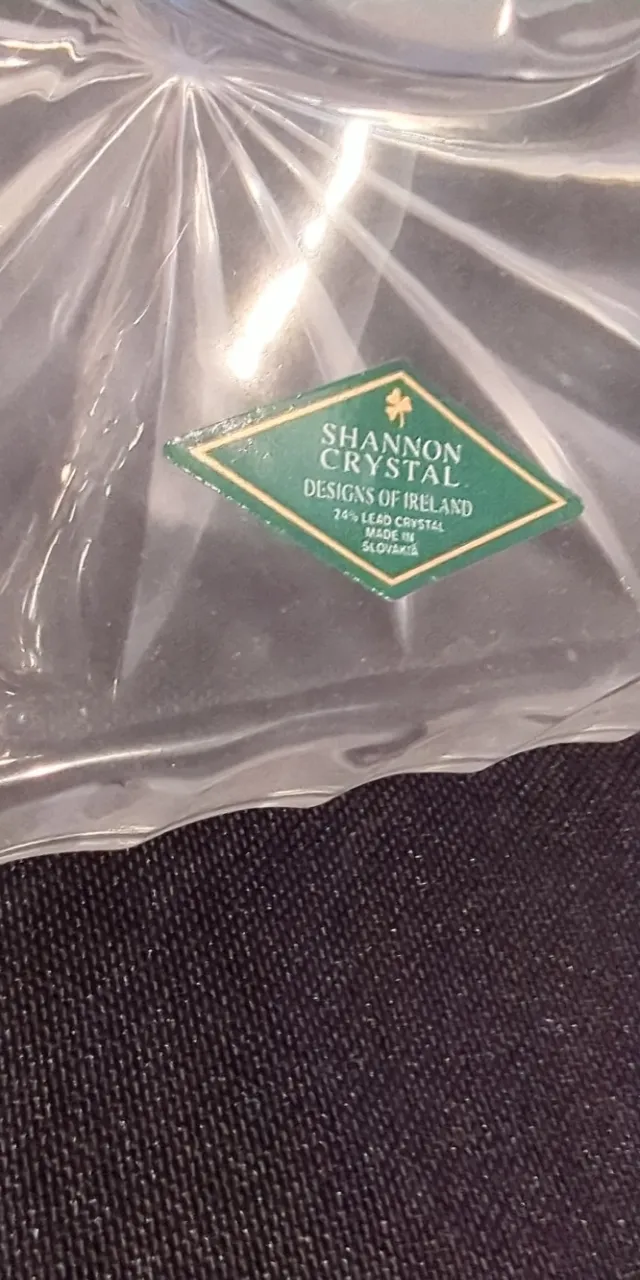 SHANNON
CRYSTAL
DESIGNS OF IRELAND
24% LEAD CRYSTAL
MADE IN
SLOVAKIA